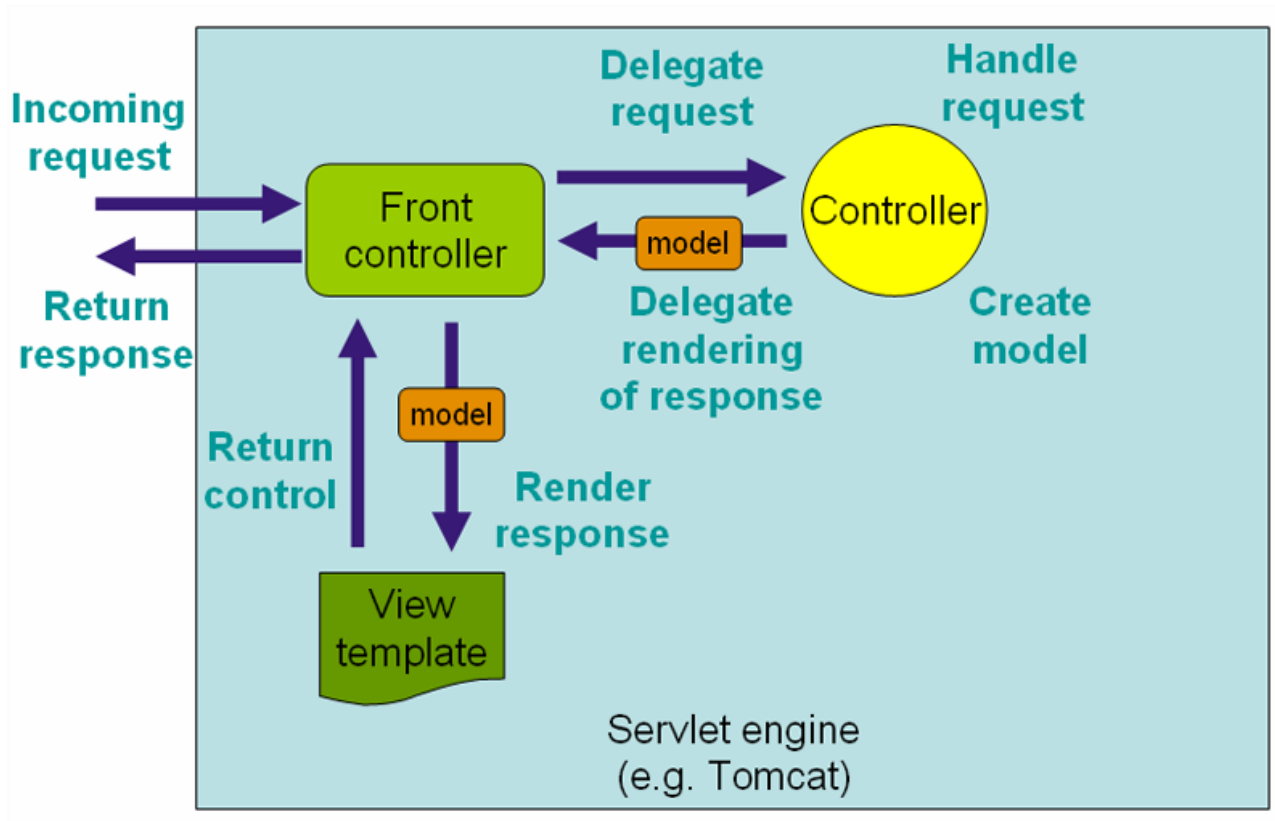 Incoming
request
Return
response
Delegate
request
Handle
request
Front
controller
Controller
model
Delegate
rendering
of response
Create
model
Return
control
model
Render
response
View
template
Servlet engine
(e.g. Tomcat)